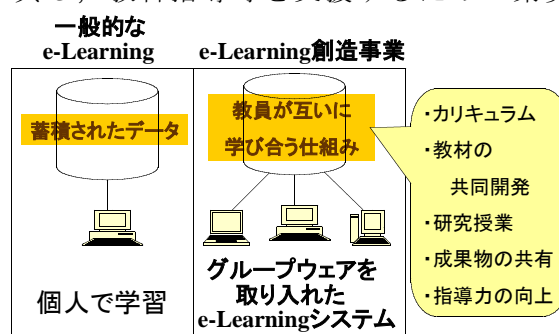 一般的な
e-Learning
e-Learning創造事業
蓄積されたデータ
教員が互いに
学び合う仕組み
個人で学習
グループウェアを
取り入れた
e-Learningシステム
・カリキュラム
・教材の
共同開発
・研究授業
・成果物の共有
・指導力の向上